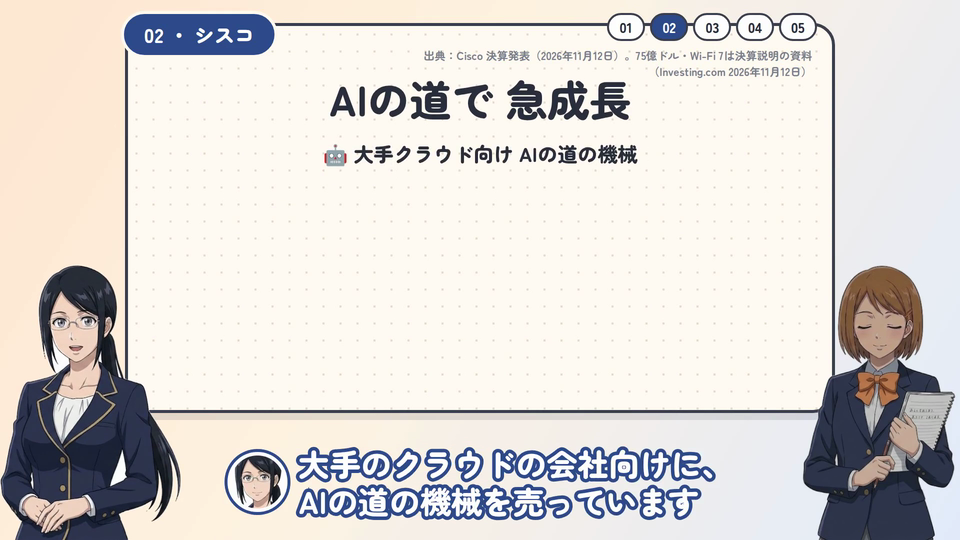 02 ・ シスコ
01 02 03 04 05
出典：Cisco 決算発表（2026年11月12日）。75億ドル・Wi-Fi 7は決算説明の資料
（Investing.com 2026年11月12日）
AIの道で 急成長
🤖 大手クラウド向け AIの道の機械
大手のクラウドの会社向けに、
AIの道の機械を売っています